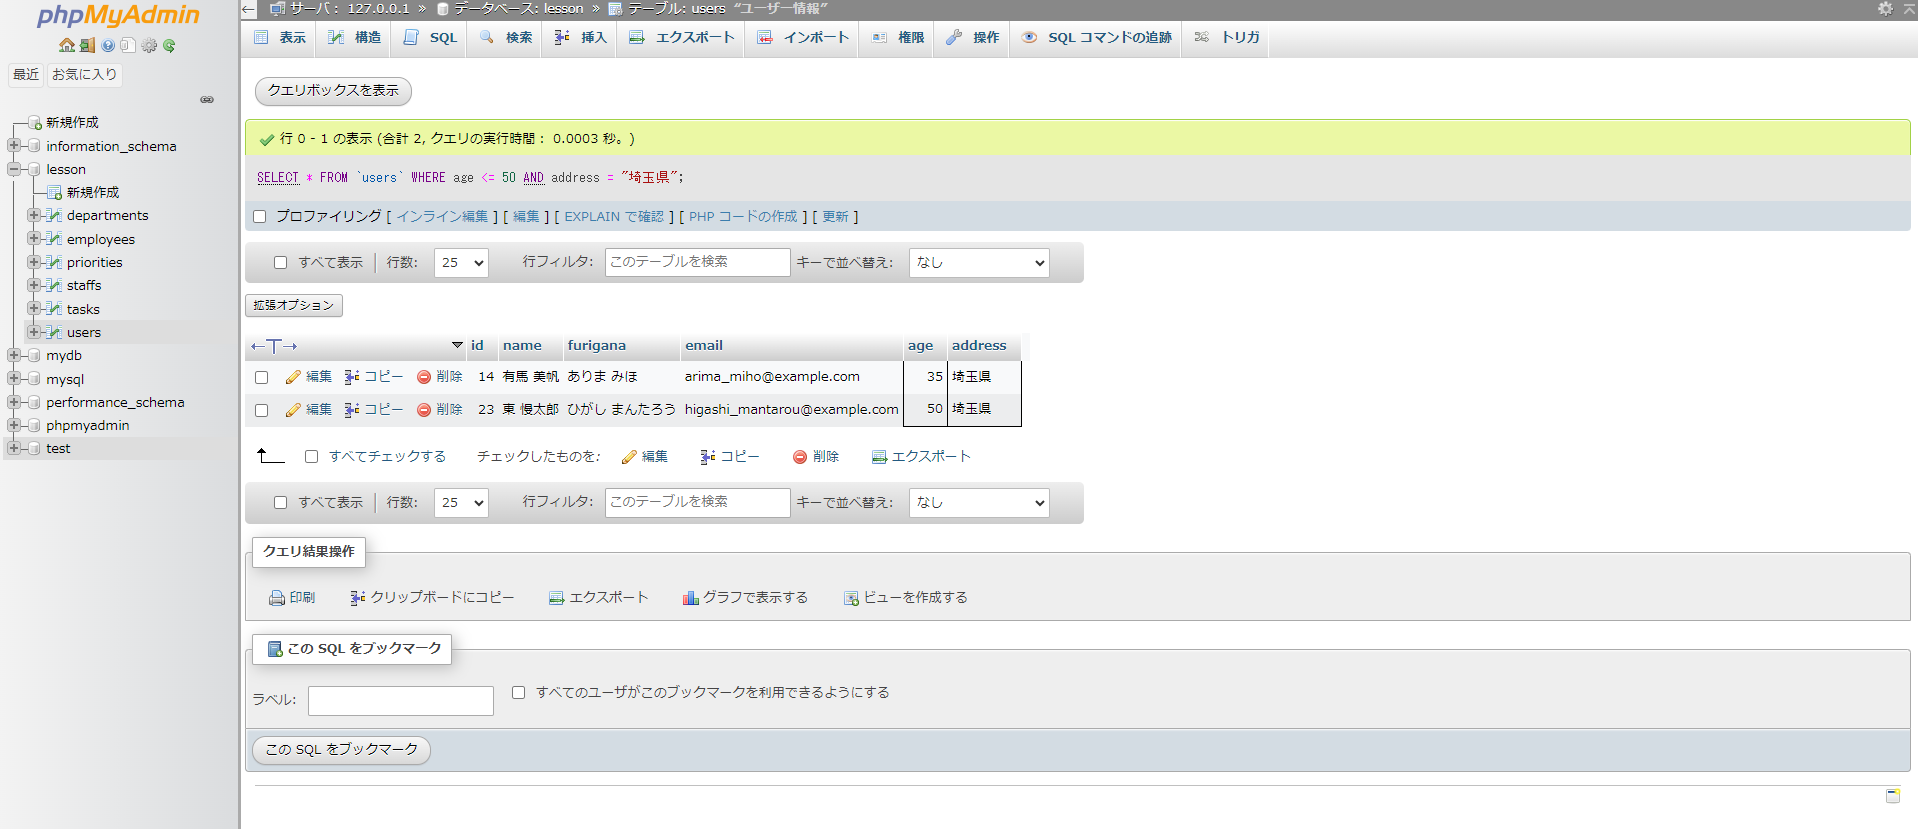 phpMyAdmin
最近 お気に入り
新規作成
information_schema
lesson
新規作成
departments
employees
priorities
staffs
tasks
users
mydb
mysql
performance_schema
phpmyadmin
test
← サーバ: 127.0.0.1 » データベース: lesson » テーブル: users "ユーザー情報"
表示 構造 SQL 検索 挿入 エクスポート インポート 権限 操作 SQL コマンドの追跡 トリガ
クエリボックスを表示
行 0 - 1 の表示 (合計 2, クエリの実行時間: 0.0003 秒。)
SELECT * FROM `users` WHERE age <= 50 AND address = "埼玉県";
プロファイリング [ インライン編集 ] [ 編集 ] [ EXPLAIN で確認 ] [ PHP コードの作成 ] [ 更新 ]
すべて表示 行数: 25 行フィルタ: このテーブルを検索 キーで並べ替え: なし
拡張オプション
←T→ id name furigana email age address
編集 コピー 削除 14 有馬 美帆 ありま みほ arima_miho@example.com 35 埼玉県
編集 コピー 削除 23 東 慢太郎 ひがし まんたろう higashi_mantarou@example.com 50 埼玉県
すべてチェックする チェックしたものを: 編集 コピー 削除 エクスポート
すべて表示 行数: 25 行フィルタ: このテーブルを検索 キーで並べ替え: なし
クエリ結果操作
印刷 クリップボードにコピー エクスポート グラフで表示する ビューを作成する
この SQL をブックマーク
ラベル: すべてのユーザがこのブックマークを利用できるようにする
この SQL をブックマーク